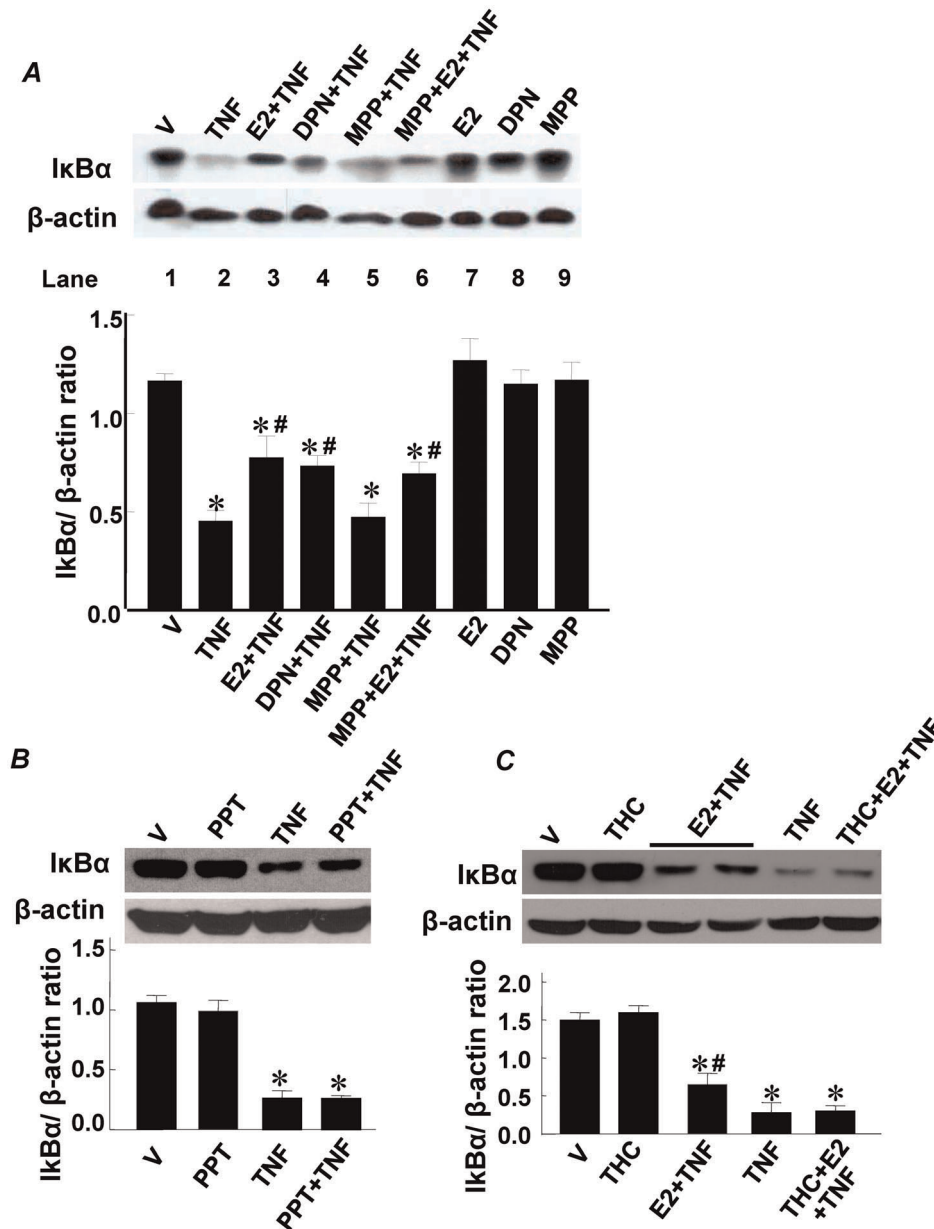 A
V TNF E2+TNF DPN+TNF MPP+TNF MPP+E2+TNF E2 DPN MPP
IκBα
β-actin
Lane 1 2 3 4 5 6 7 8 9
IkBα/ β-actin ratio
1.5
1.0
0.5
0.0
* *# *# * *#
V TNF E2+TNF DPN+TNF MPP+TNF MPP+E2+TNF E2 DPN MPP
B
V PPT TNF PPT+TNF
IκBα
β-actin
IkBα/ β-actin ratio
1.5
1.0
0.5
0.0
* *
V PPT TNF PPT+TNF
C
V THC E2+TNF TNF THC+E2+TNF
IκBα
β-actin
IkBα/ β-actin ratio
2.0
1.5
1.0
0.5
0.0
*# * *
V THC E2+TNF TNF THC+E2
+TNF